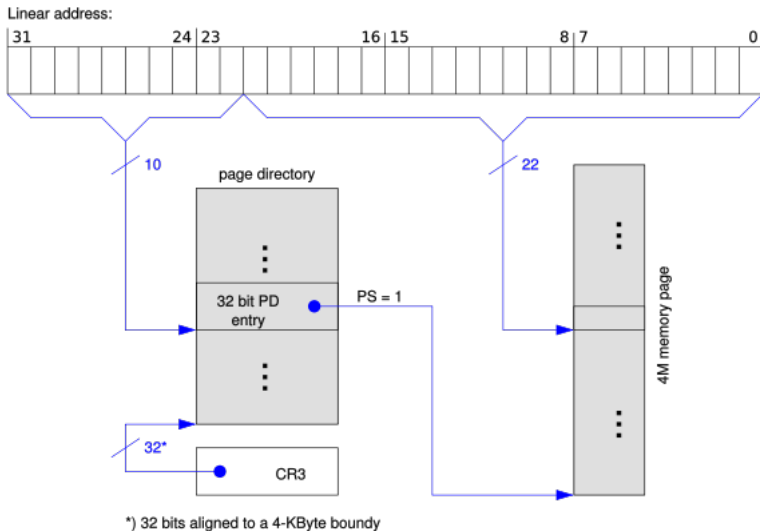 Linear address:
31 24 23 16 15 8 7 0
10
22
page directory
32 bit PD
entry
PS = 1
4M memory page
32*
CR3
*) 32 bits aligned to a 4-KByte boundy